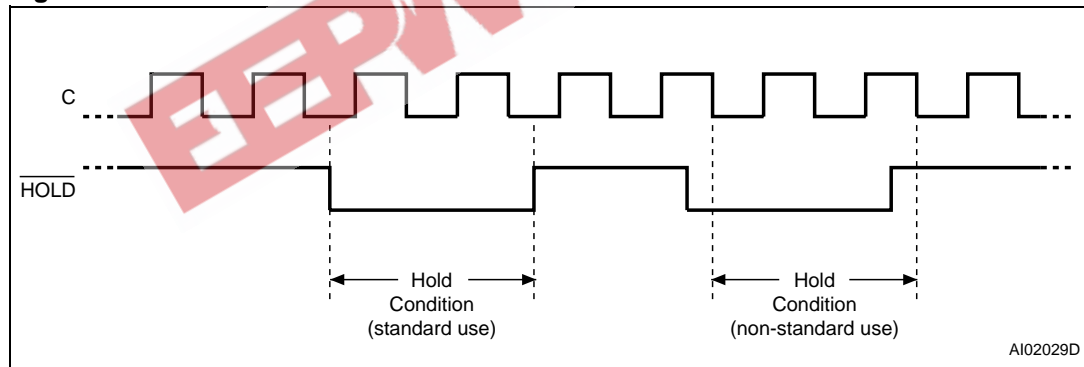 C
HOLD
Hold
Condition
(standard use)
Hold
Condition
(non-standard use)
AI02029D